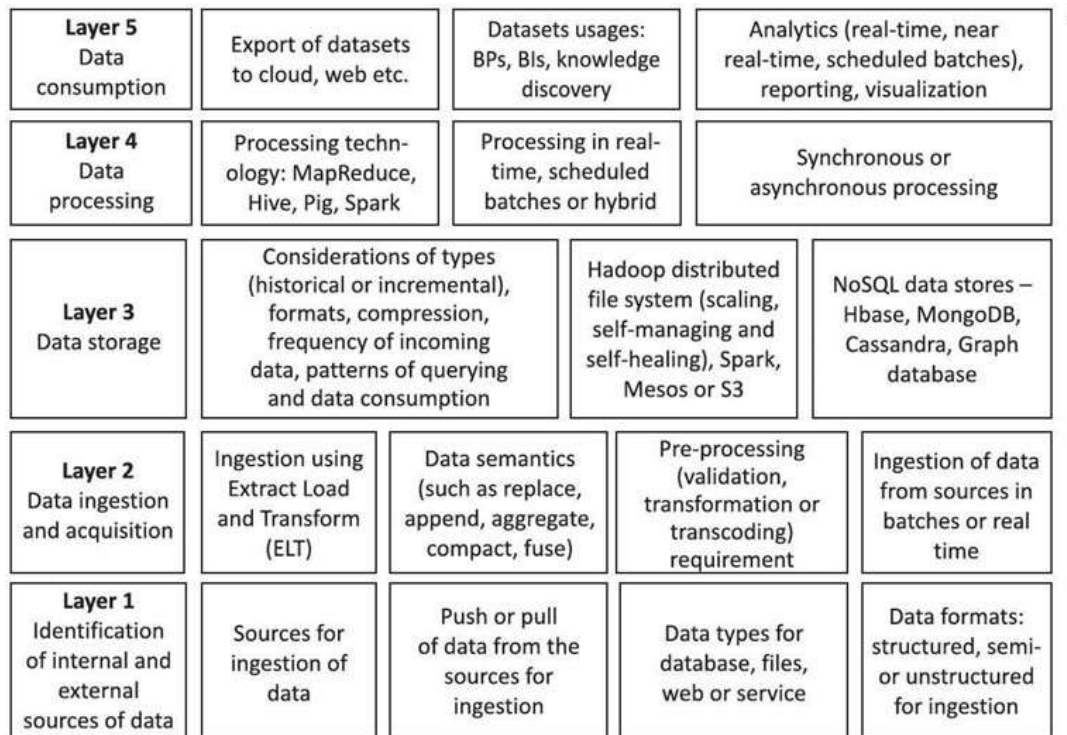 Layer 5
Data
consumption
Export of datasets
to cloud, web etc.
Datasets usages:
BPs, BIs, knowledge
discovery
Analytics (real-time, near
real-time, scheduled batches),
reporting, visualization
Layer 4
Data
processing
Processing techn-
ology: MapReduce,
Hive, Pig, Spark
Processing in real-
time, scheduled
batches or hybrid
Synchronous or
asynchronous processing
Layer 3
Data storage
Considerations of types
(historical or incremental),
formats, compression,
frequency of incoming
data, patterns of querying
and data consumption
Hadoop distributed
file system (scaling,
self-managing and
self-healing), Spark,
Mesos or S3
NoSQL data stores –
Hbase, MongoDB,
Cassandra, Graph
database
Layer 2
Data ingestion
and acquisition
Ingestion using
Extract Load
and Transform
(ELT)
Data semantics
(such as replace,
append, aggregate,
compact, fuse)
Pre-processing
(validation,
transformation or
transcoding)
requirement
Ingestion of data
from sources in
batches or real
time
Layer 1
Identification
of internal and
external
sources of data
Sources for
ingestion of
data
Push or pull
of data from the
sources for
ingestion
Data types for
database, files,
web or service
Data formats:
structured, semi-
or unstructured
for ingestion